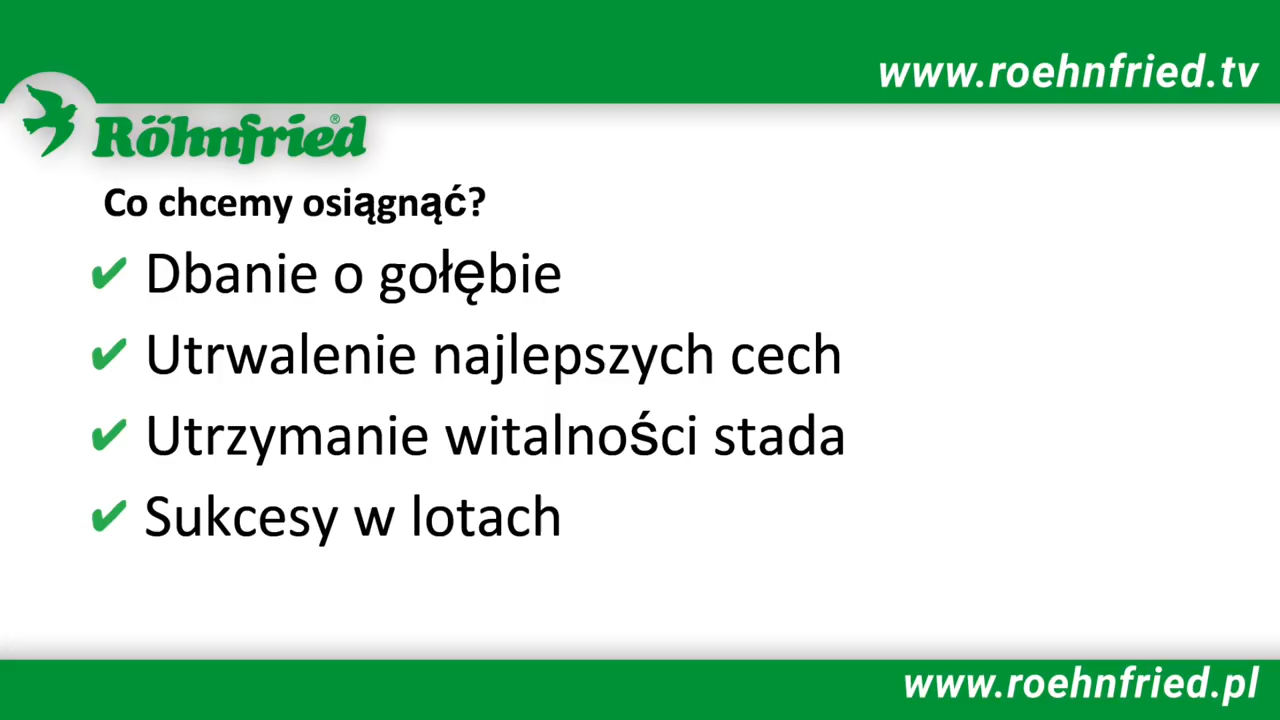 www.roehnfried.tv
Röhnfried®
Co chcemy osiągnąć?
✔ Dbanie o gołębie
✔ Utrwalenie najlepszych cech
✔ Utrzymanie witalności stada
✔ Sukcesy w lotach
www.roehnfried.pl